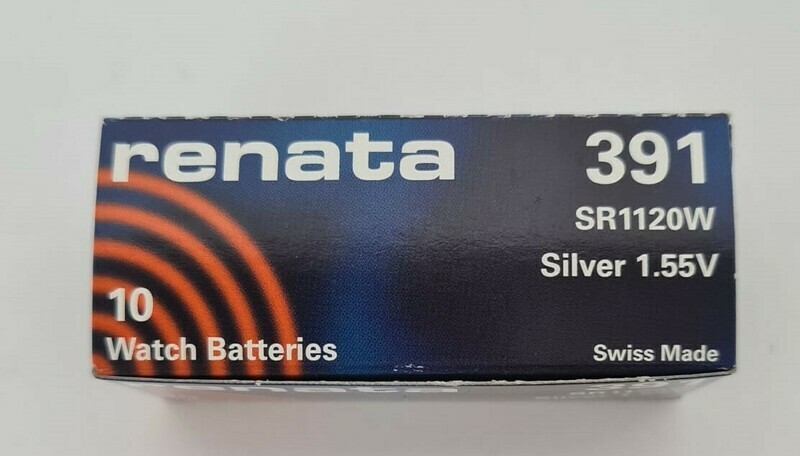 renata
391
SR1120W
Silver 1.55V
10
Watch Batteries
Swiss Made